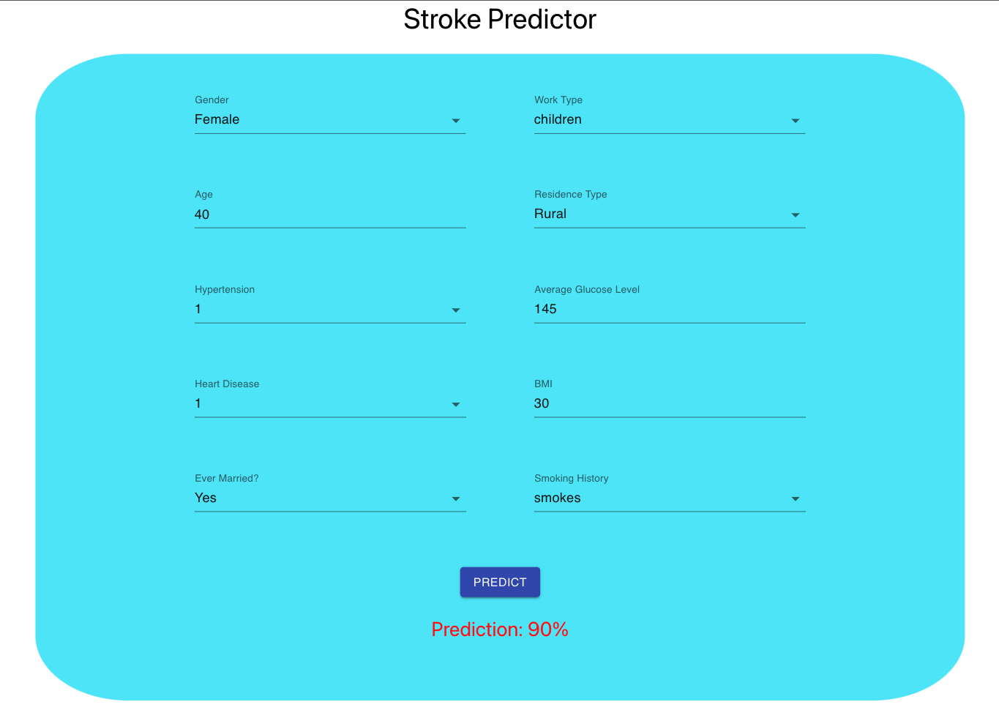 Stroke Predictor
Gender
Female
Work Type
children
Age
40
Residence Type
Rural
Hypertension
1
Average Glucose Level
145
Heart Disease
1
BMI
30
Ever Married?
Yes
Smoking History
smokes
PREDICT
Prediction: 90%